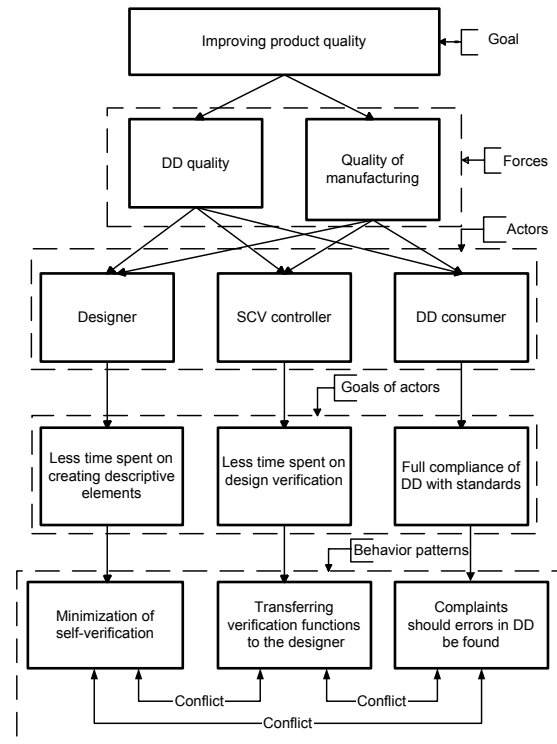 Improving product quality
Goal
DD quality
Quality of
manufacturing
Forces
Actors
Designer
SCV controller
DD consumer
Goals of actors
Less time spent on
creating descriptive
elements
Less time spent on
design verification
Full compliance of
DD with standards
Behavior patterns
Minimization of
self-verification
Transferring
verification functions
to the designer
Complaints
should errors in DD
be found
Conflict
Conflict
Conflict